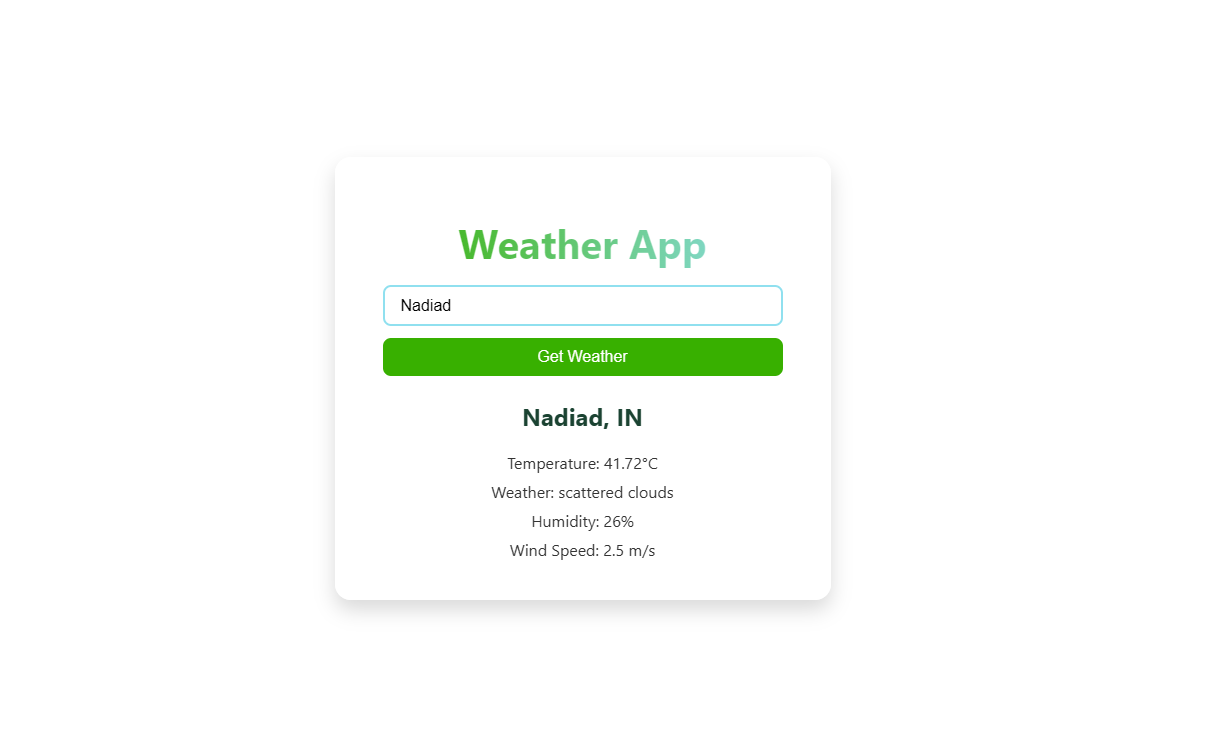 Weather App
Nadiad
Get Weather
Nadiad, IN
Temperature: 41.72°C
Weather: scattered clouds
Humidity: 26%
Wind Speed: 2.5 m/s